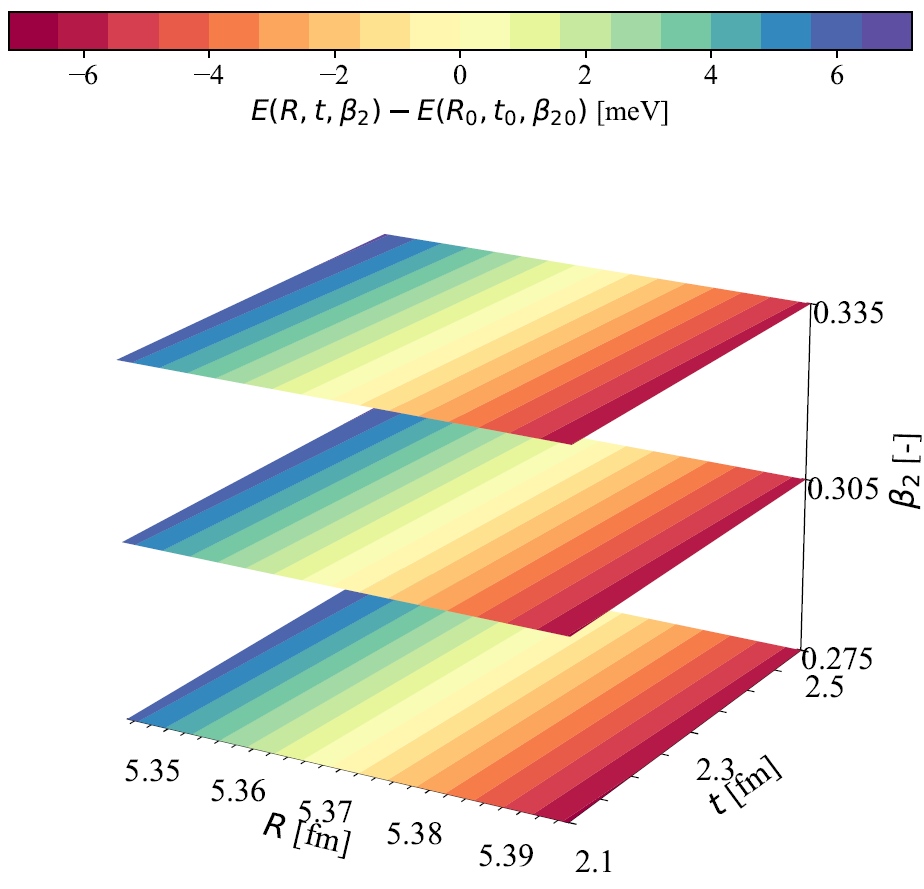 −6 −4 −2 0 2 4 6
E(R, t, β₂) − E(R₀, t₀, β₂₀) [meV]
0.335
0.305
β₂ [-]
0.275
2.5
2.3
t [fm]
2.1
5.35
5.36
5.37
5.38
5.39
R [fm]